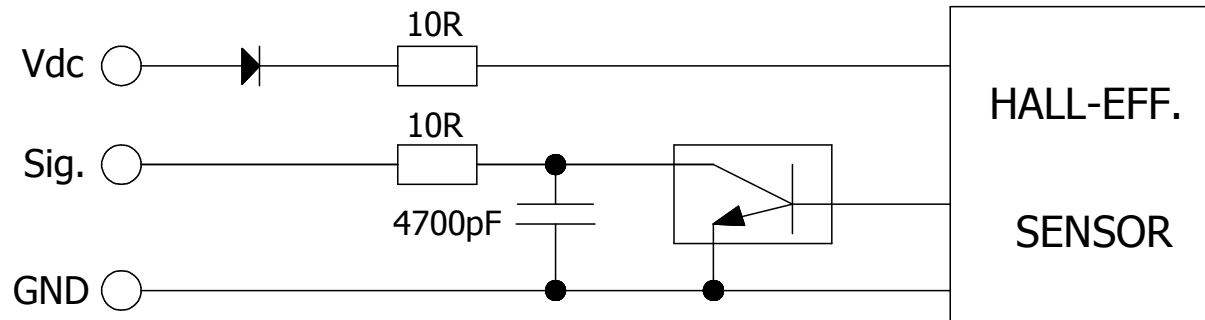 10R
Vdc
HALL-EFF.
10R
Sig.
4700pF
SENSOR
GND